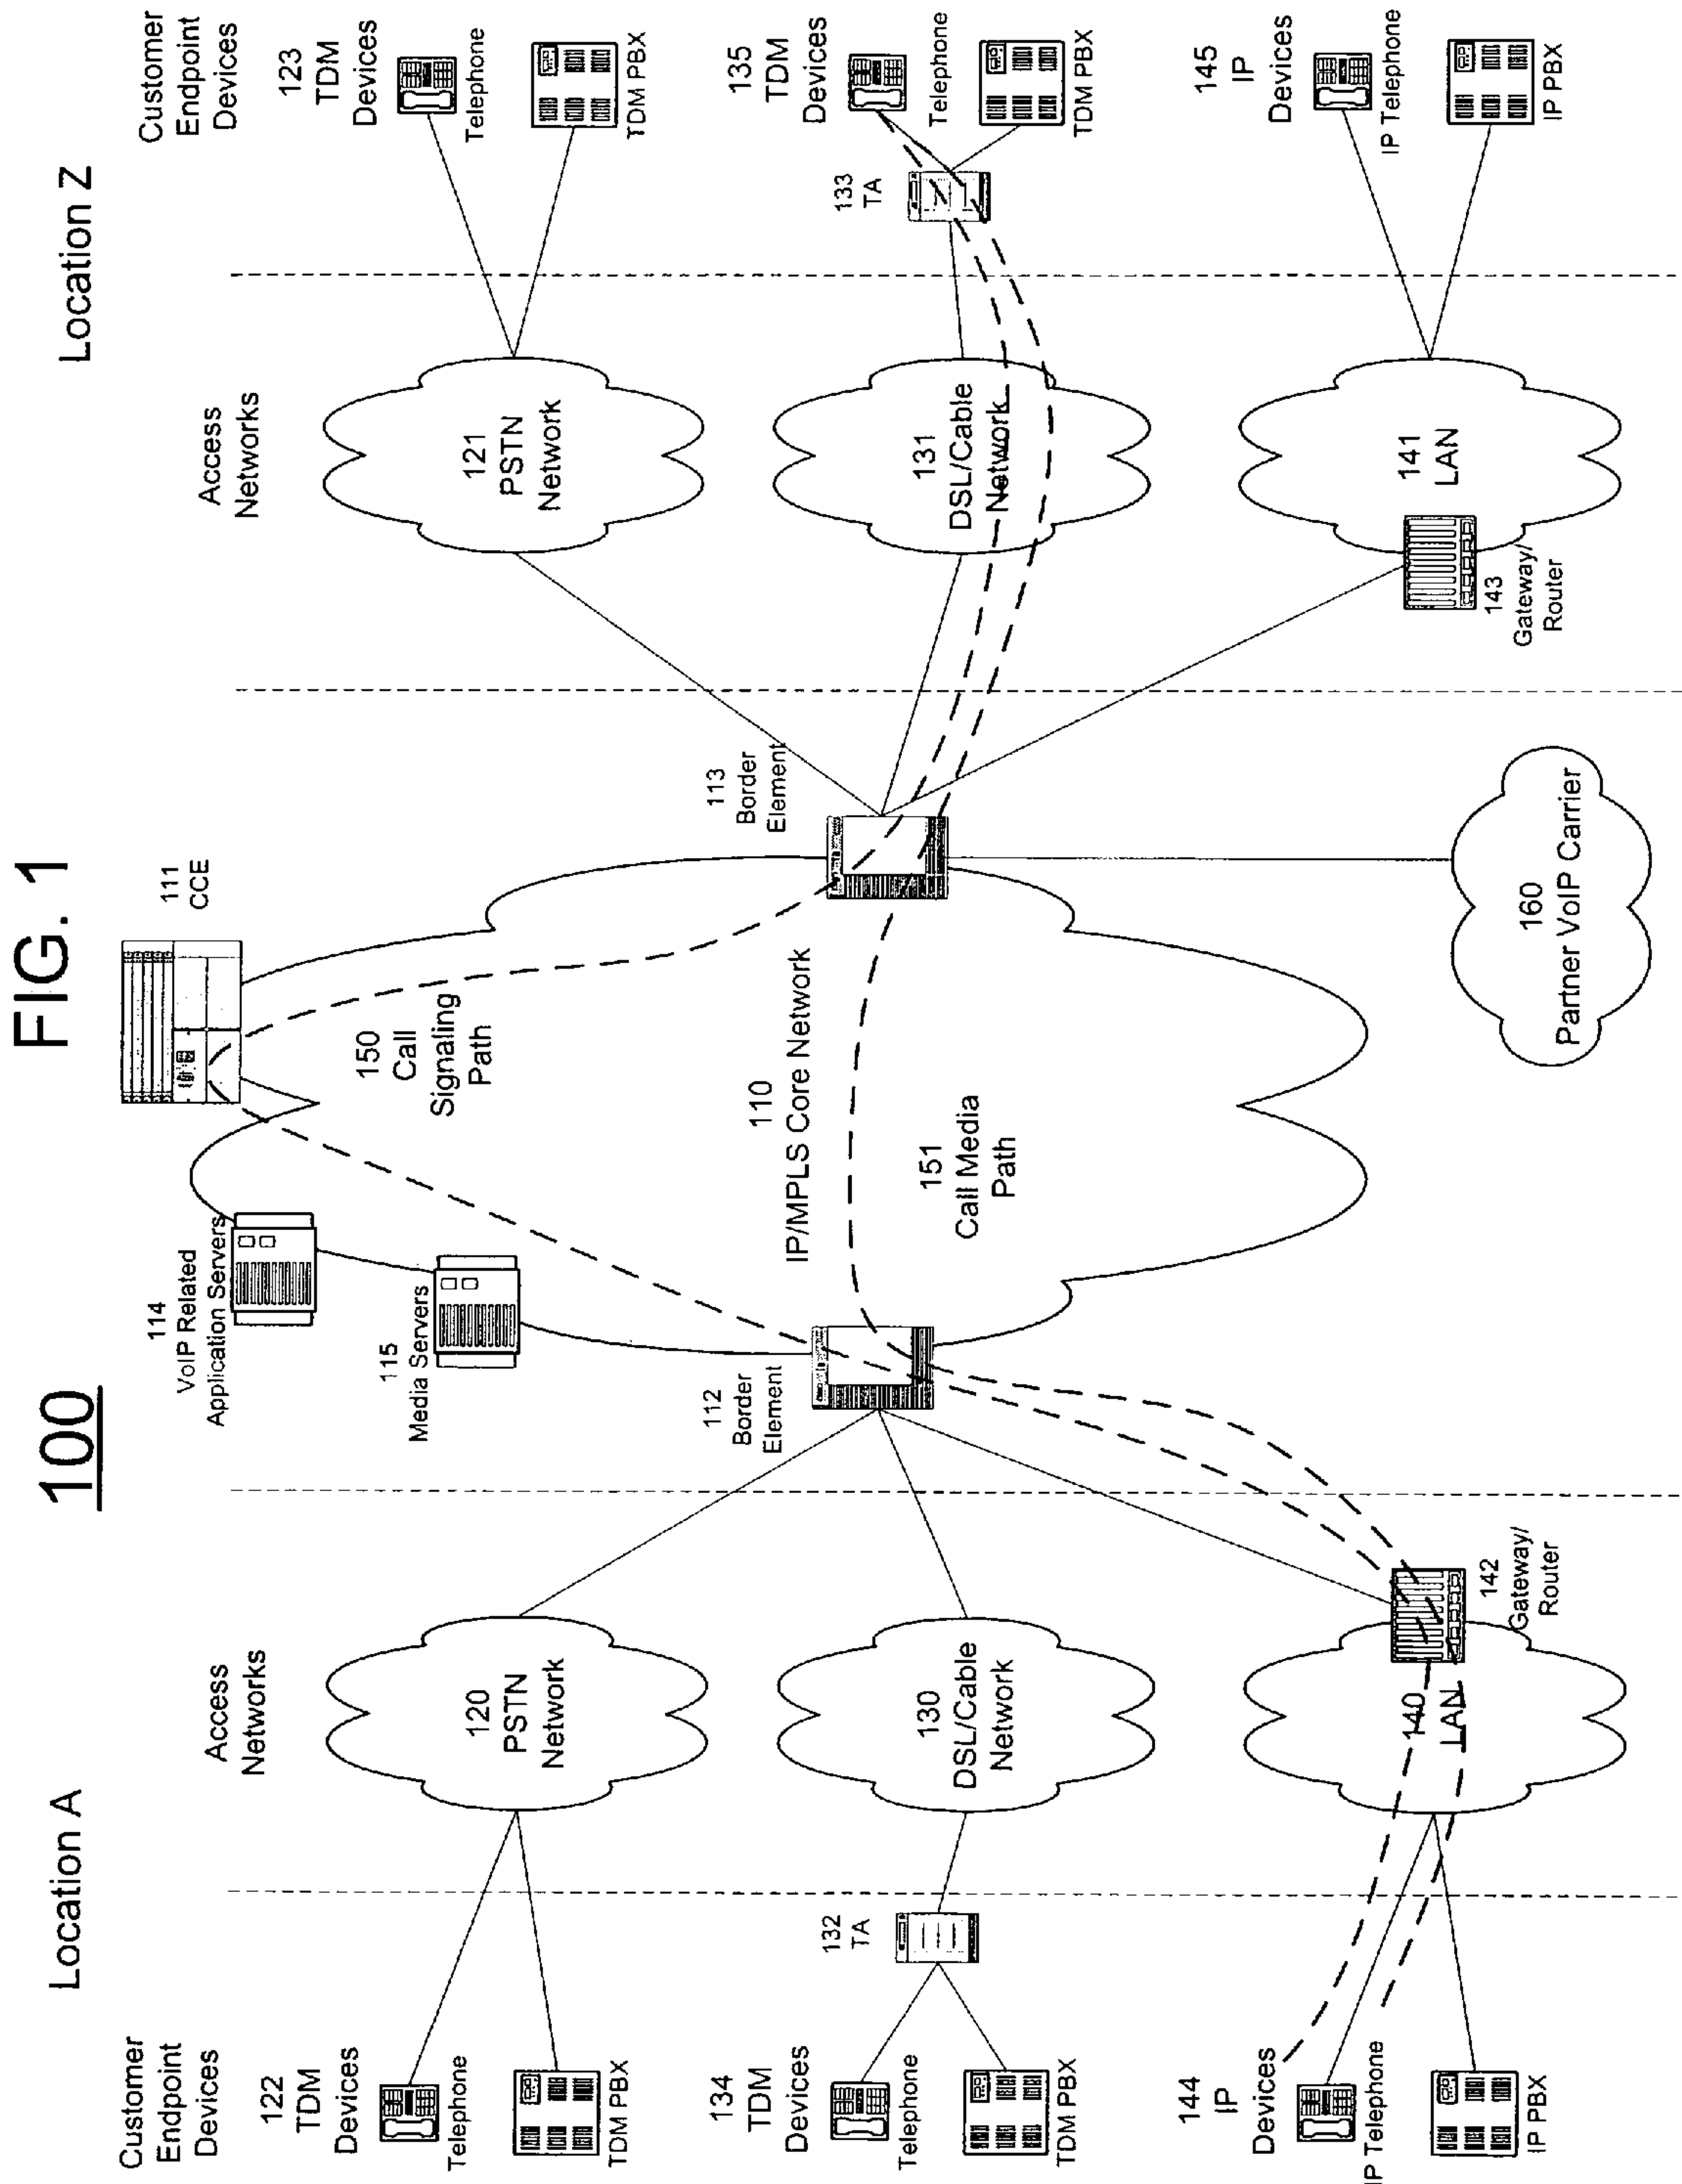 FIG. 1
100
Location A
Location Z
Customer
Endpoint
Devices
Access
Networks
Access
Networks
Customer
Endpoint
Devices
122
TDM
Devices
Telephone
TDM PBX
120
PSTN
Network
114
VoIP Related
Application Servers
115
Media Servers
111
CCE
150
Call
Signaling
Path
121
PSTN
Network
123
TDM
Devices
Telephone
TDM PBX
134
TDM
Devices
Telephone
TDM PBX
132
TA
130
DSL/Cable
Network
112
Border
Element
110
IP/MPLS Core Network
151
Call Media
Path
113
Border
Element
131
DSL/Cable
Network
133
TA
135
TDM
Devices
Telephone
TDM PBX
144
IP
Devices
IP Telephone
IP PBX
140
LAN
142
Gateway/
Router
160
Partner VoIP Carrier
143
Gateway/
Router
141
LAN
145
IP
Devices
IP Telephone
IP PBX